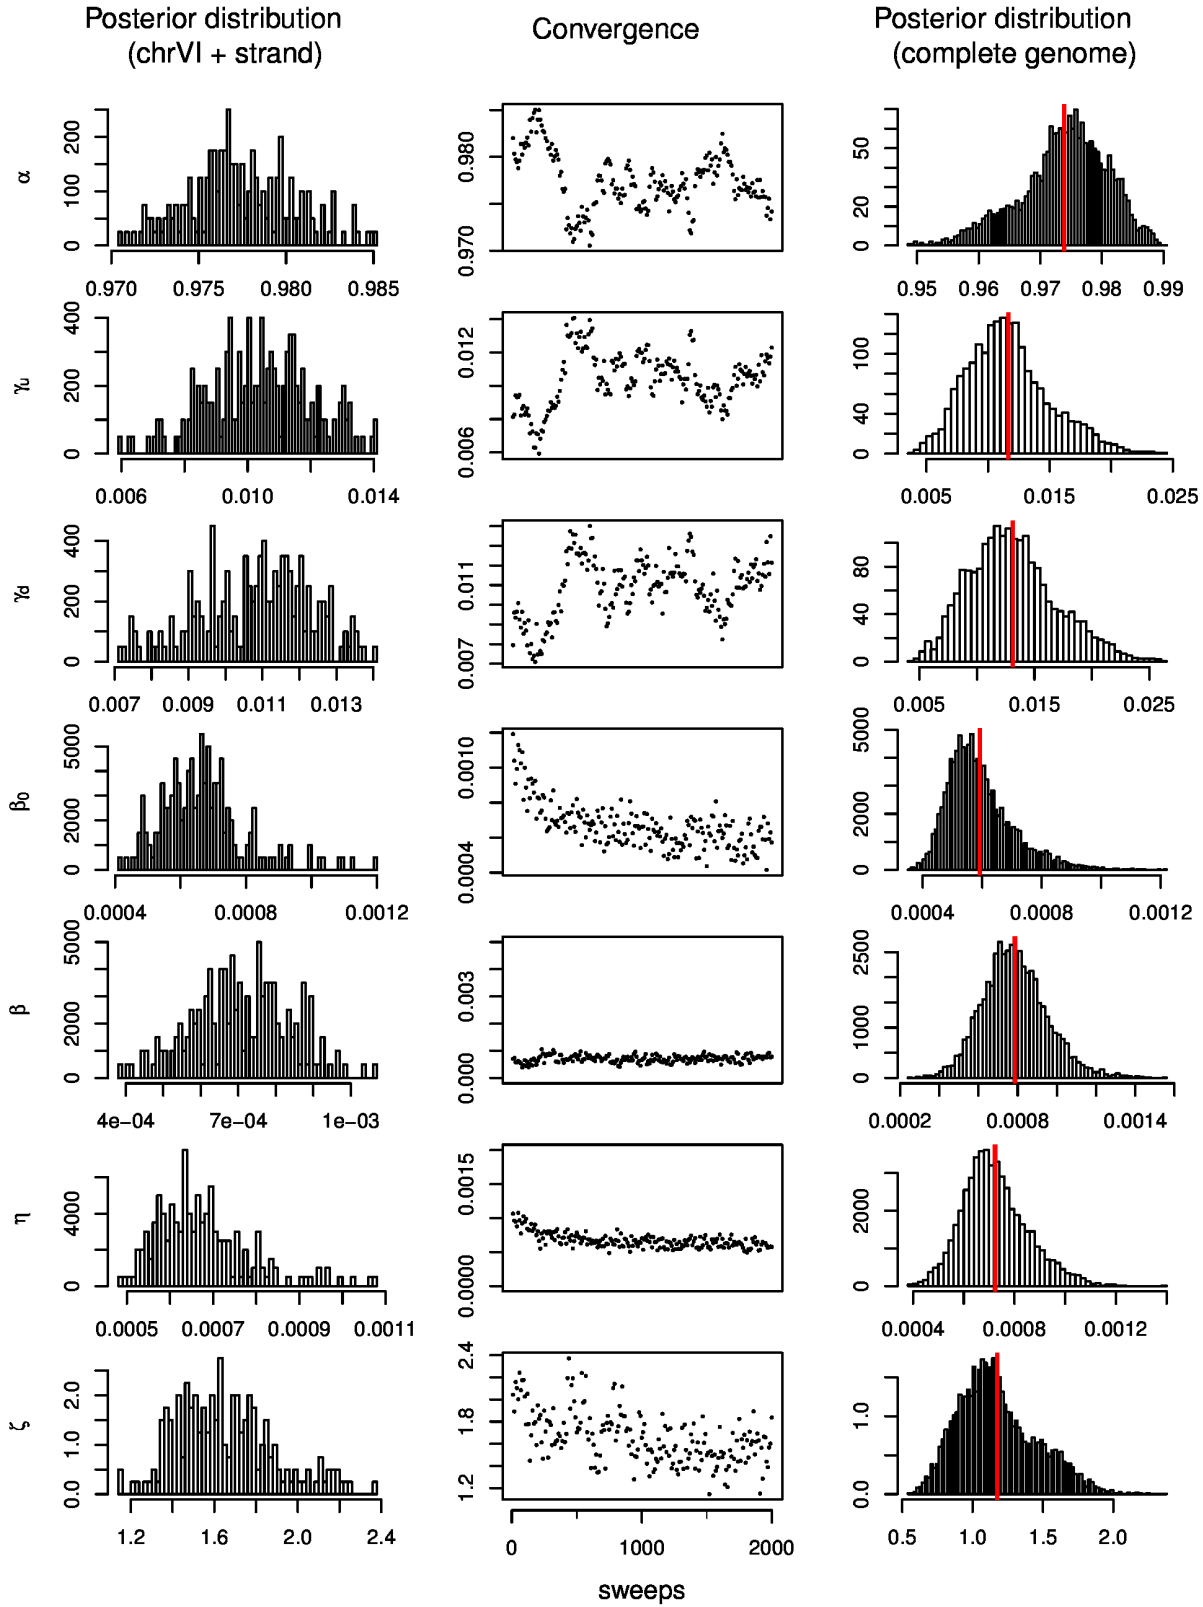 Posterior distribution
(chrVI + strand)
Convergence
Posterior distribution
(complete genome)
α
0 100 200
0.970 0.975 0.980 0.985
0.970 0.980
0 20 50
0.95 0.96 0.97 0.98 0.99
γu
0 200 400
0.006 0.010 0.014
0.006 0.012
0 40 100
0.005 0.015 0.025
γd
0 200 400
0.007 0.009 0.011 0.013
0.007 0.011
0 40 80
0.005 0.015 0.025
β0
0 2000 5000
0.0004 0.0008 0.0012
0.0004 0.0010
0 2000 5000
0.0004 0.0008 0.0012
β
0 2000 5000
4e−04 7e−04 1e−03
0.000 0.003
0 1000 2500
0.0002 0.0008 0.0014
η
0 4000
0.0005 0.0007 0.0009 0.0011
0.0000 0.0015
0 2000
0.0004 0.0008 0.0012
ζ
0.0 1.0 2.0
1.2 1.6 2.0 2.4
1.2 1.8 2.4
0 1000 2000
sweeps
0.0 1.0
0.5 1.0 1.5 2.0